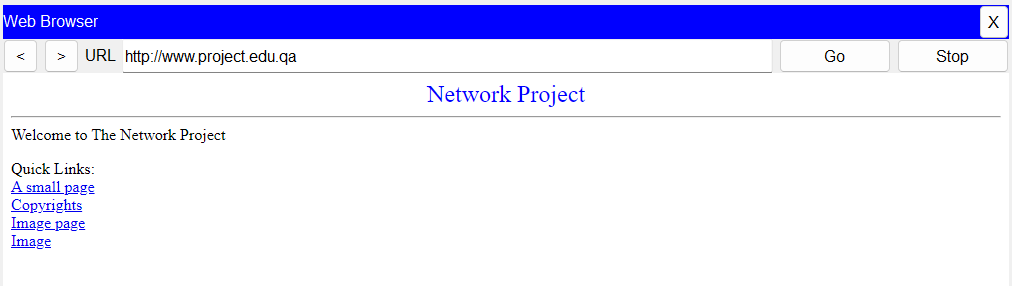 Web Browser X
< > URL http://www.project.edu.qa Go Stop
Network Project
Welcome to The Network Project
Quick Links:
A small page
Copyrights
Image page
Image